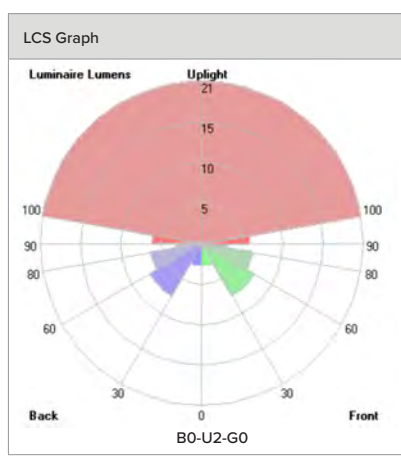 LCS Graph
Luminaire Lumens Uplight
21
15
10
5
100 100
90 90
80 80
60 60
30 30
Back 0 Front
B0-U2-G0